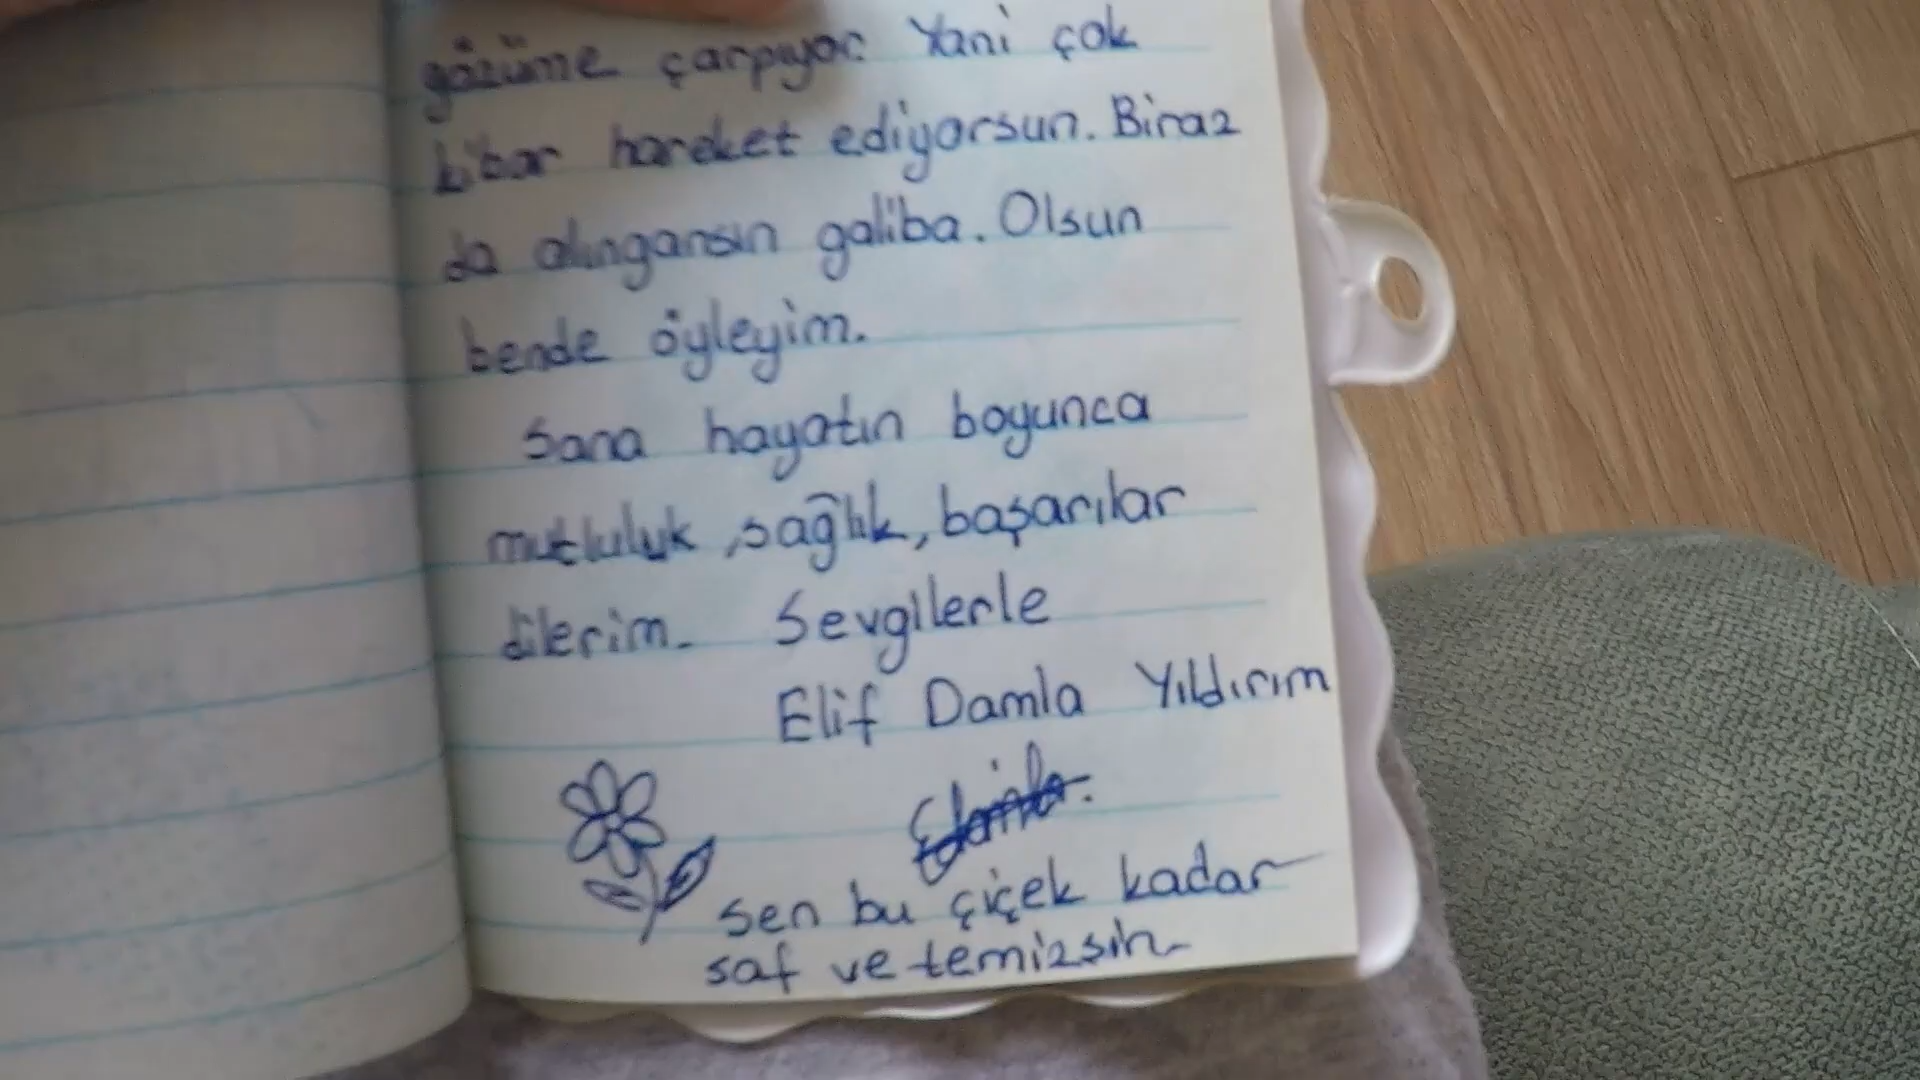 gözüme çarpıyor. Yani çok
kibar hareket ediyorsun. Biraz
da alıngansın galiba. Olsun
bende öyleyim.
Sana hayatın boyunca
mutluluk, sağlık, başarılar
dilerim. Sevgilerle
Elif Damla Yıldırım
sen bu çiçek kadar
saf ve temizsin